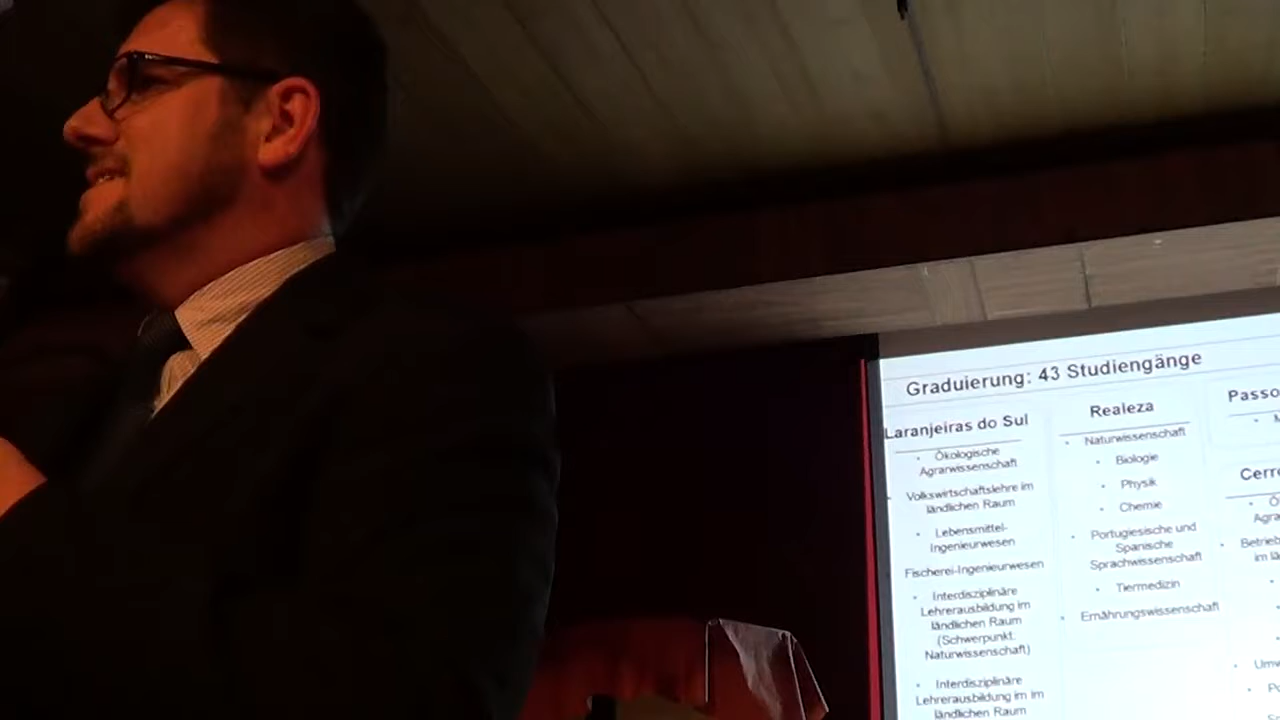 Graduierung: 43 Studiengänge
Laranjeiras do Sul
Ökologische
Agrarwissenschaft
Volkswirtschaftslehre im
ländlichen Raum
Lebensmittel-
Ingenieurwesen
Fischerei-Ingenieurwesen
Interdisziplinäre
Lehrerausbildung im
ländlichen Raum
(Schwerpunkt:
Naturwissenschaft)
Interdisziplinäre
Lehrerausbildung im im
ländlichen Raum
Realeza
Naturwissenschaft
Biologie
Physik
Chemie
Portugiesische und
Spanische
Sprachwissenschaft
Tiermedizin
Ernährungswissenschaft
Passo